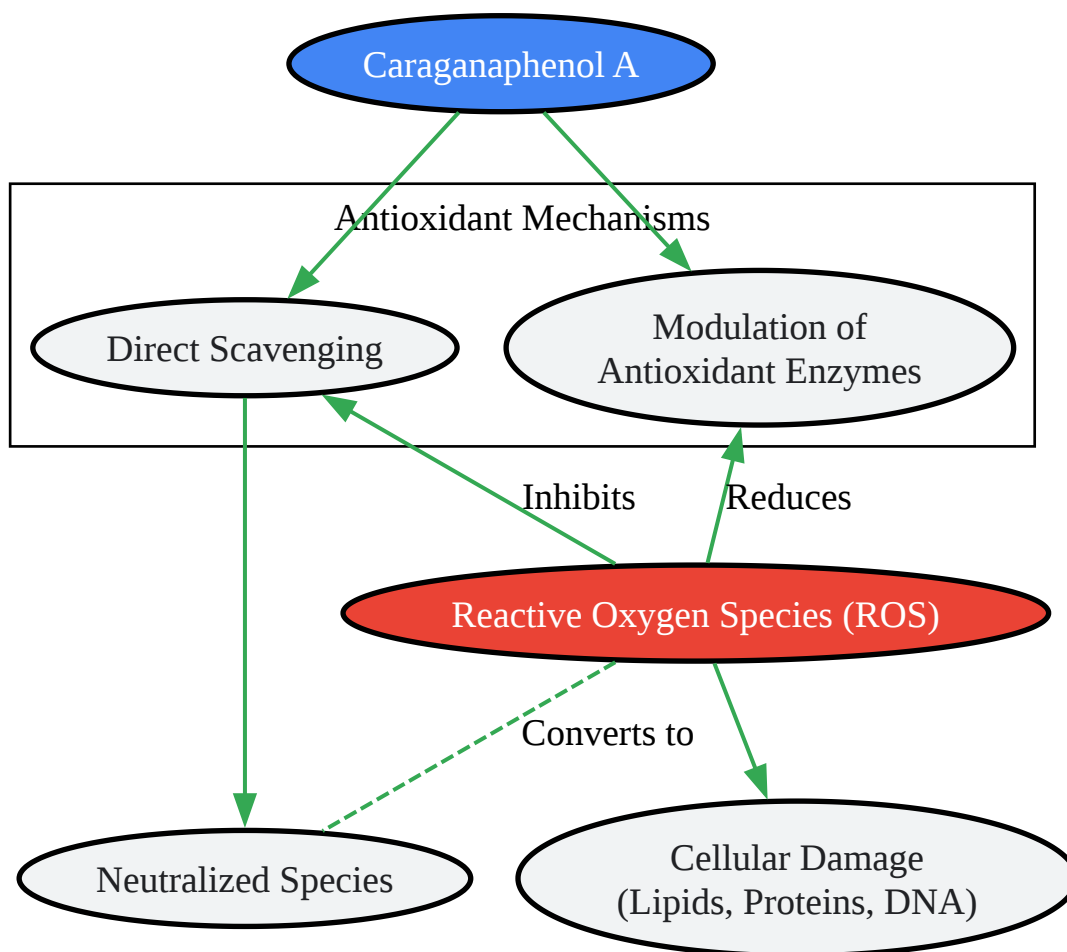 Caraganaphenol A
Antioxidant Mechanisms
Direct Scavenging
Modulation of
Antioxidant Enzymes
Inhibits
Reduces
Reactive Oxygen Species (ROS)
Converts to
Neutralized Species
Cellular Damage
(Lipids, Proteins, DNA)